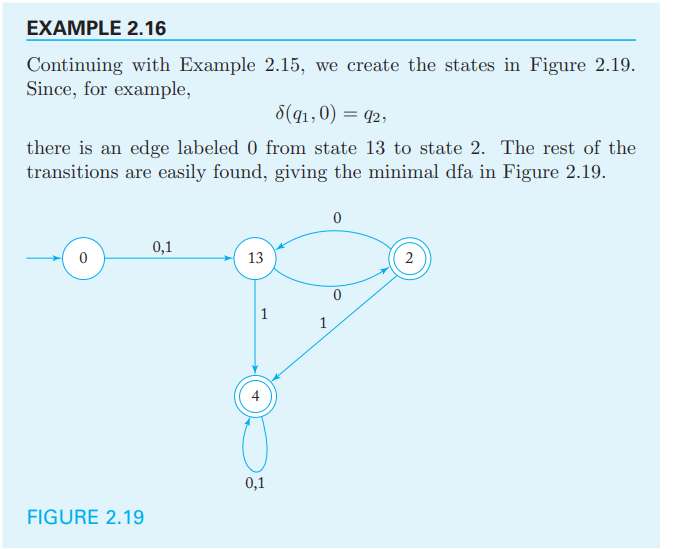 EXAMPLE 2.16
Continuing with Example 2.15, we create the states in Figure 2.19.
Since, for example,
δ(q₁, 0) = q₂,
there is an edge labeled 0 from state 13 to state 2. The rest of the
transitions are easily found, giving the minimal dfa in Figure 2.19.
0
0,1
0
13
2
0
1
1
4
0,1
FIGURE 2.19